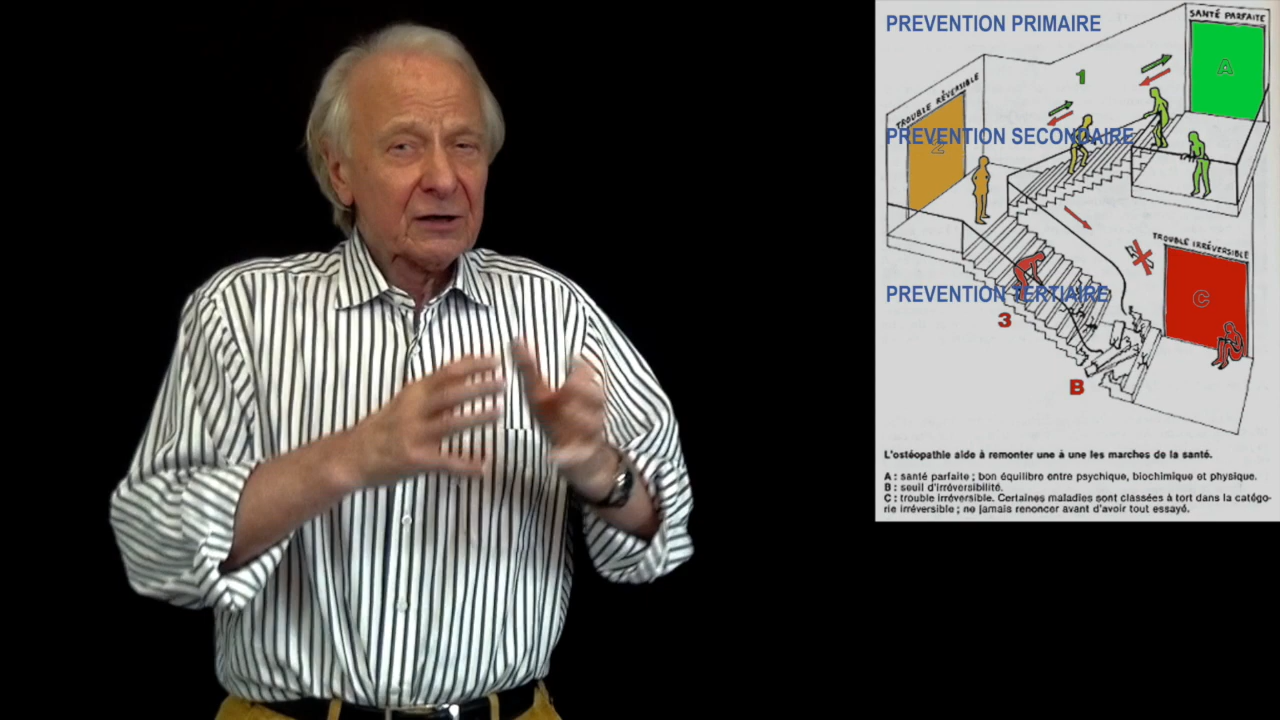 PREVENTION PRIMAIRE
SANTÉ PARFAITE
A
1
TROUBLE RÉVERSIBLE
PREVENTION SECONDAIRE
2
TROUBLE IRRÉVERSIBLE
C
PREVENTION TERTIAIRE
3
B
L'ostéopathie aide à remonter une à une les marches de la santé.
A : santé parfaite ; bon équilibre entre psychique, biochimique et physique.
B : seuil d'irréversibilité.
C : trouble irréversible. Certaines maladies sont classées à tort dans la catégo-
rie irréversible ; ne jamais renoncer avant d'avoir tout essayé.